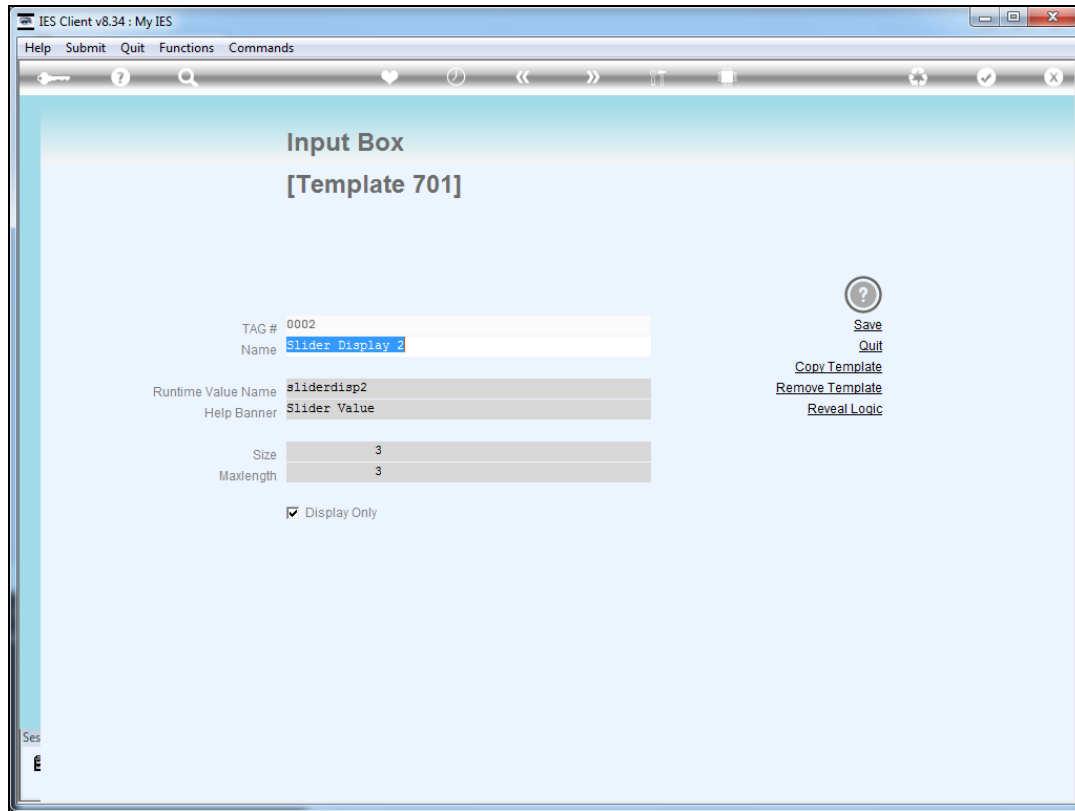 IES Client v8.34 : My IES
Help Submit Quit Functions Commands
Input Box
[Template 701]
TAG # 0002
Save
Name Slider Display 2
Quit
Copy Template
Runtime Value Name sliderdisp2
Remove Template
Help Banner Slider Value
Reveal Logic
Size 3
Maxlength 3
Display Only
Ses